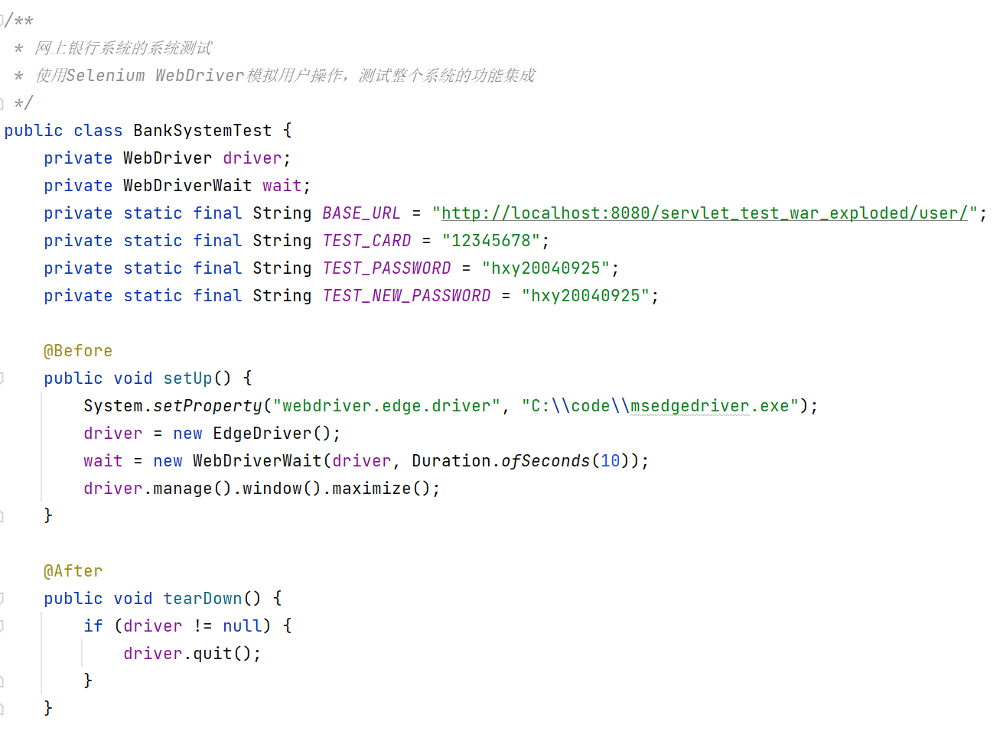 /**
 * 网上银行系统的系统测试
 * 使用Selenium WebDriver模拟用户操作，测试整个系统的功能集成
 */
public class BankSystemTest {
    private WebDriver driver;
    private WebDriverWait wait;
    private static final String BASE_URL = "http://localhost:8080/servlet_test_war_exploded/user/";
    private static final String TEST_CARD = "12345678";
    private static final String TEST_PASSWORD = "hxy20040925";
    private static final String TEST_NEW_PASSWORD = "hxy20040925";

    @Before
    public void setUp() {
        System.setProperty("webdriver.edge.driver", "C:\\code\\msedgedriver.exe");
        driver = new EdgeDriver();
        wait = new WebDriverWait(driver, Duration.ofSeconds(10));
        driver.manage().window().maximize();
    }

    @After
    public void tearDown() {
        if (driver != null) {
            driver.quit();
        }
    }